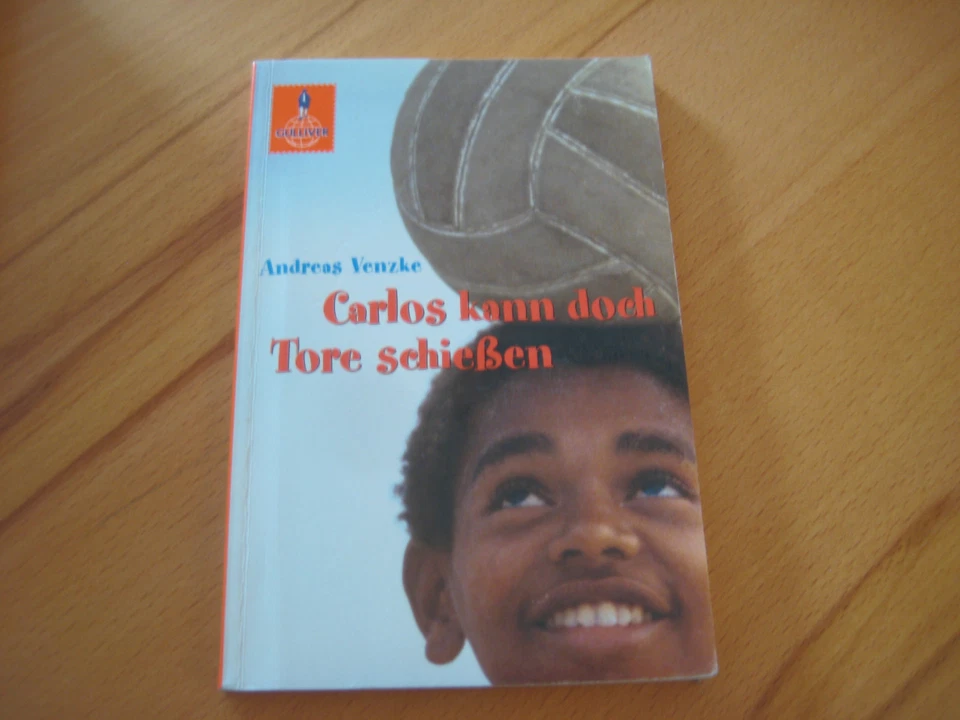 GULLIVER
Andreas Venzke
Carlos kann doch
Tore schießen